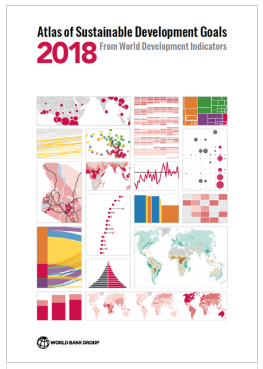 Atlas of Sustainable Development Goals
2018 From World Development Indicators
WORLD BANK GROUP